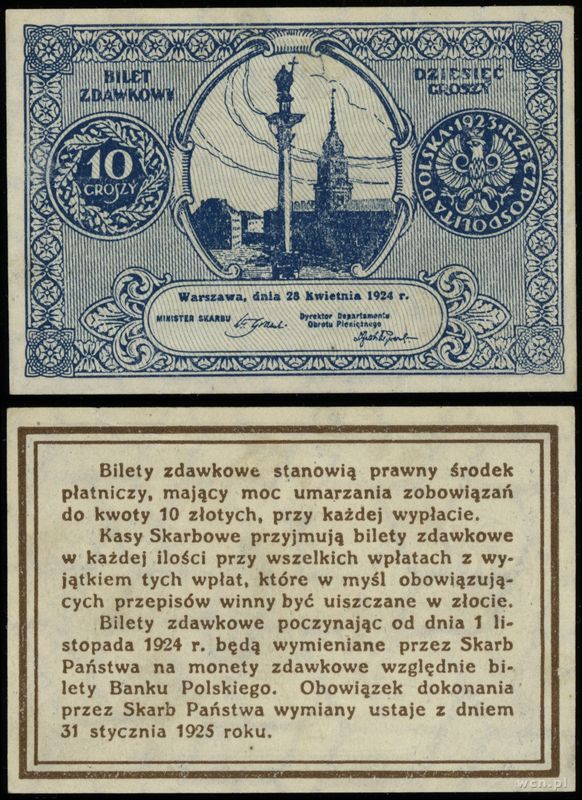 BILET
ZDAWKOWY
DZIESIĘĆ
GROSZY
10
GROSZY
1923·RZECZPOSPOLITA POLSKA·
Warszawa, dnia 28 Kwietnia 1924 r.
MINISTER SKARBU
Dyrektor Departamentu
Obrotu Pieniężnego
Bilety zdawkowe stanowią prawny środek
płatniczy, mający moc umarzania zobowiązań
do kwoty 10 złotych, przy każdej wypłacie.
Kasy Skarbowe przyjmują bilety zdawkowe
w każdej ilości przy wszelkich wpłatach z wy-
jątkiem tych wpłat, które w myśl obowiązują-
cych przepisów winny być uiszczane w złocie.
Bilety zdawkowe poczynając od dnia 1 li-
stopada 1924 r. będą wymieniane przez Skarb
Państwa na monety zdawkowe względnie bi-
lety Banku Polskiego. Obowiązek dokonania
przez Skarb Państwa wymiany ustaje z dniem
31 stycznia 1925 roku.
wcn.pl